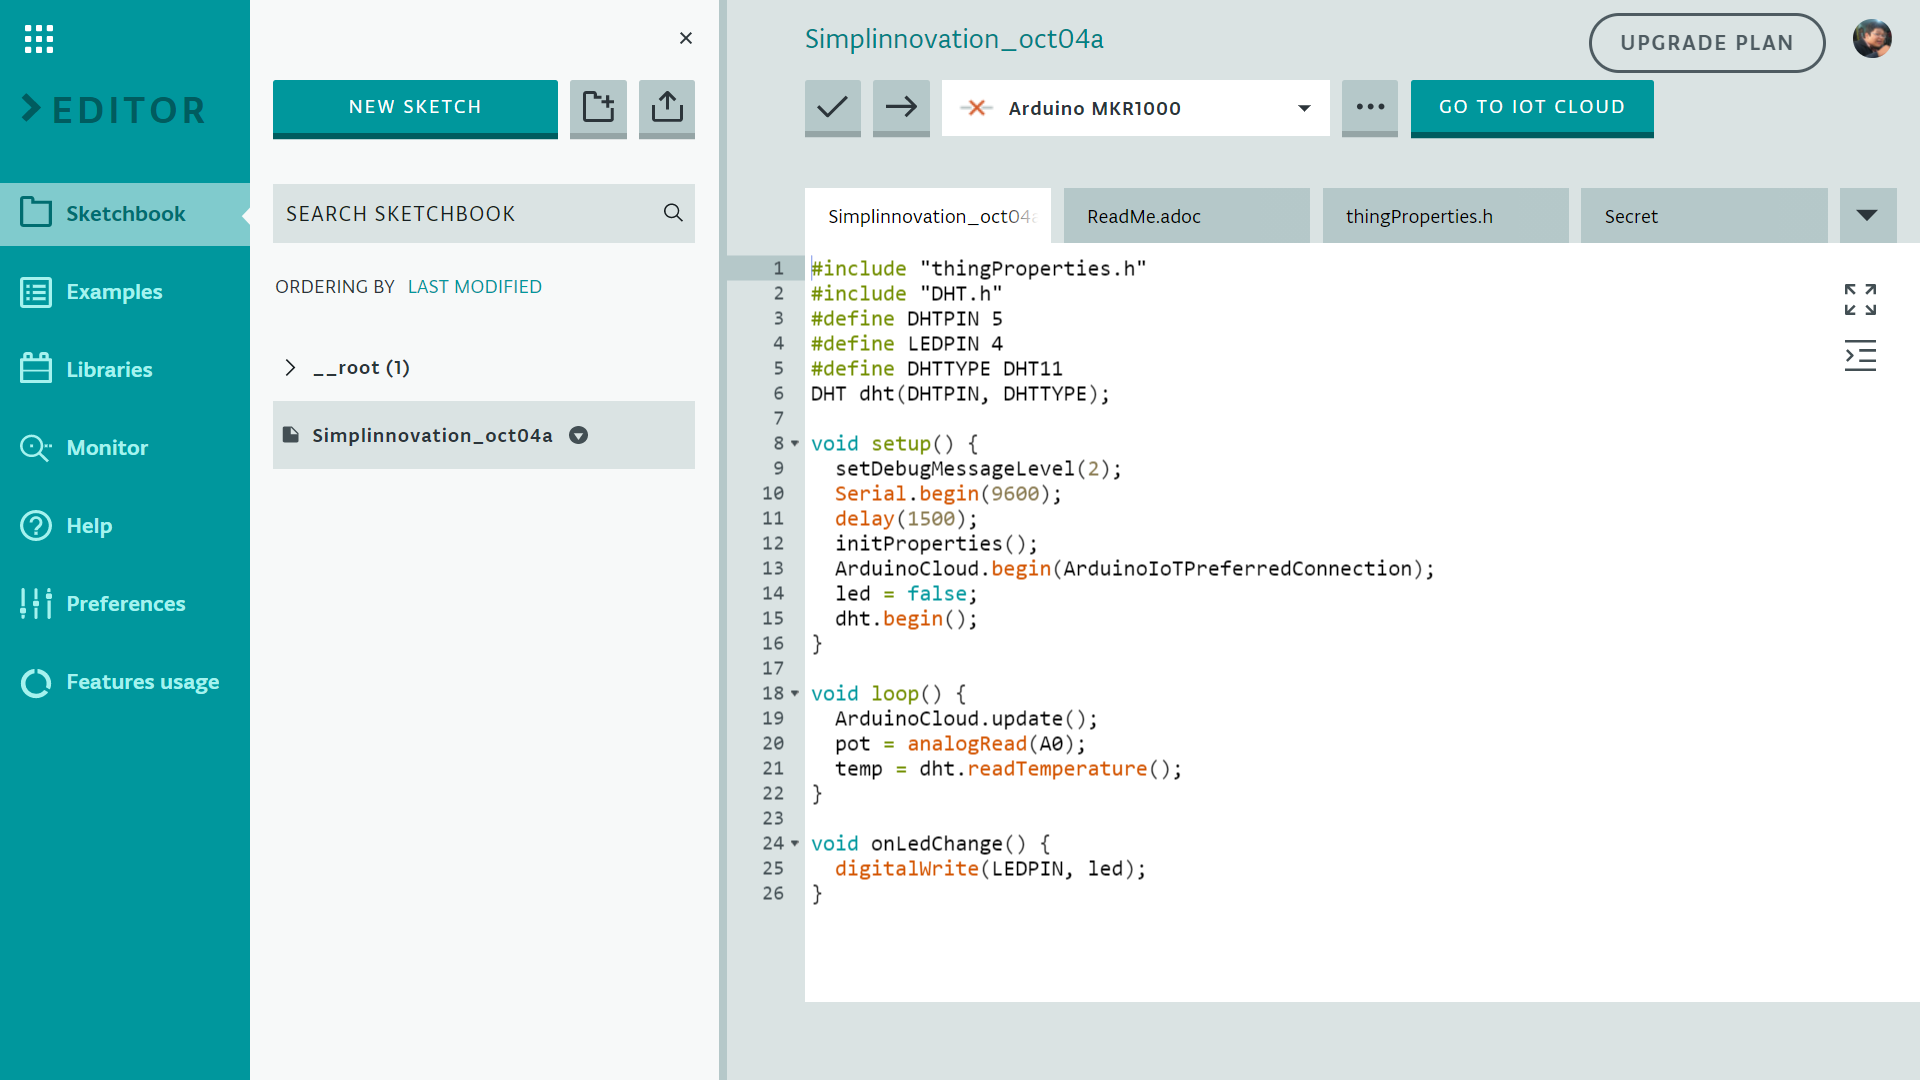 EDITOR
Sketchbook
Examples
Libraries
Monitor
Help
Preferences
Features usage
NEW SKETCH
SEARCH SKETCHBOOK
ORDERING BY LAST MODIFIED
__root (1)
Simplinnovation_oct04a
Simplinnovation_oct04a
UPGRADE PLAN
Arduino MKR1000
GO TO IOT CLOUD
Simplinnovation_oct04a
ReadMe.adoc
thingProperties.h
Secret
1 #include "thingProperties.h"
2 #include "DHT.h"
3 #define DHTPIN 5
4 #define LEDPIN 4
5 #define DHTTYPE DHT11
6 DHT dht(DHTPIN, DHTTYPE);
7
8 void setup() {
9   setDebugMessageLevel(2);
10   Serial.begin(9600);
11   delay(1500);
12   initProperties();
13   ArduinoCloud.begin(ArduinoIoTPreferredConnection);
14   led = false;
15   dht.begin();
16 }
17
18 void loop() {
19   ArduinoCloud.update();
20   pot = analogRead(A0);
21   temp = dht.readTemperature();
22 }
23
24 void onLedChange() {
25   digitalWrite(LEDPIN, led);
26 }